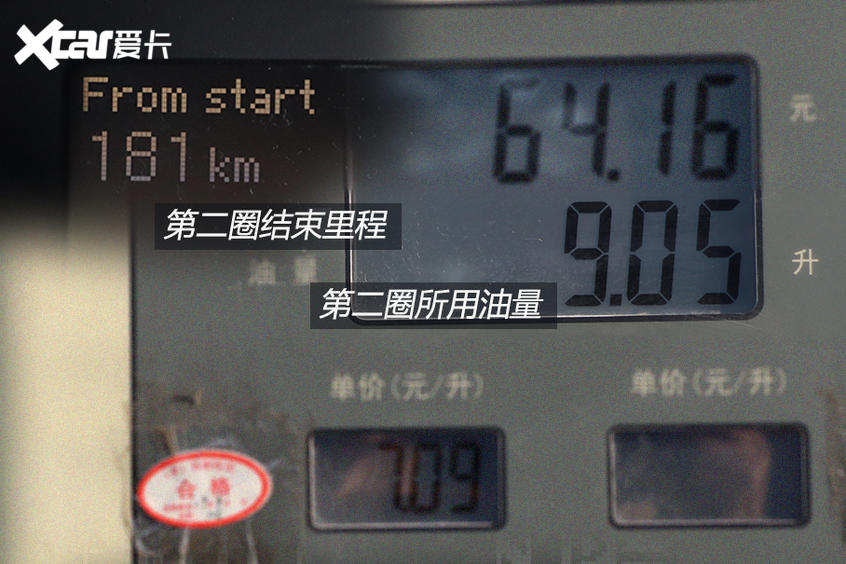 Xcar爱卡
From start
181 km
64.16 元
第二圈结束里程
9.05 升
油量
第二圈所用油量
单价(元/升) 单价(元/升)
7.09
合格